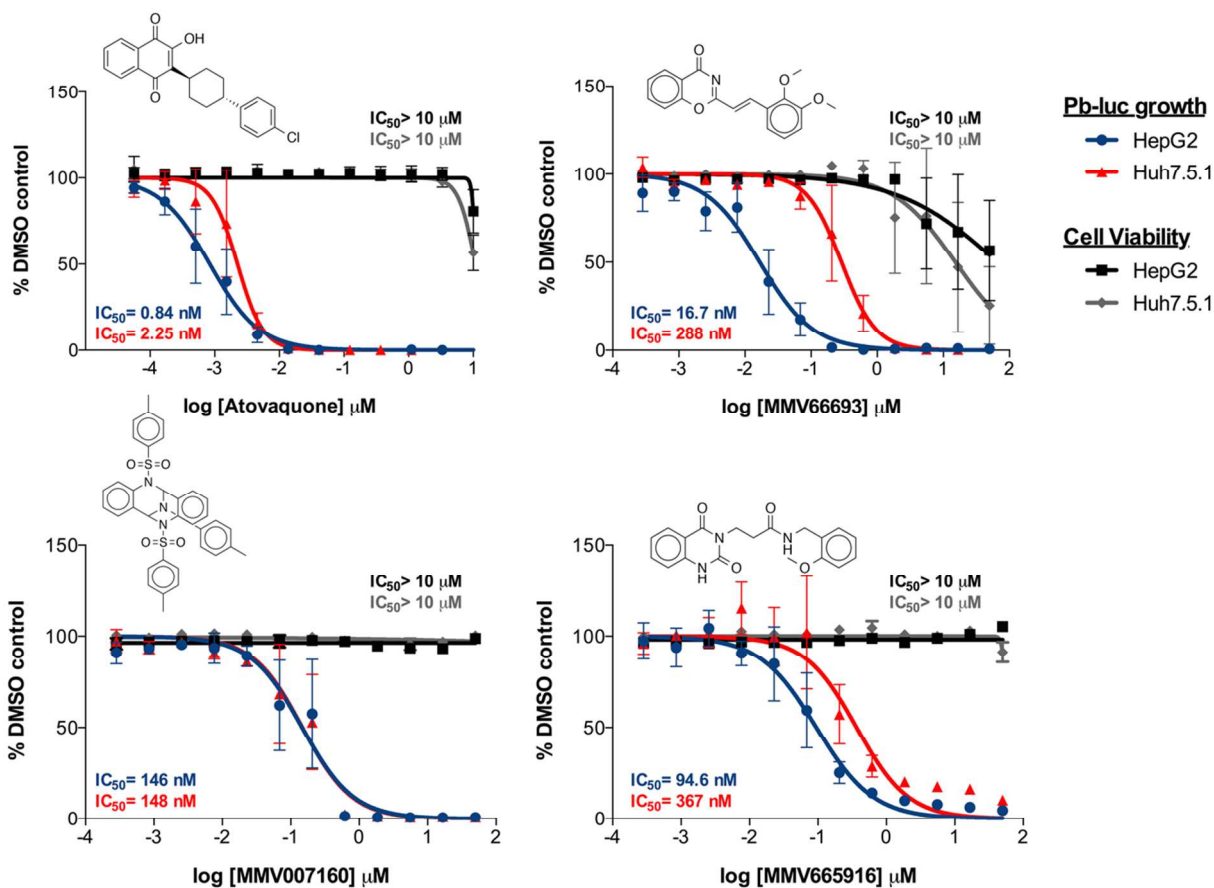 OH
O
O
Cl
IC50> 10 µM
IC50> 10 µM
150
100
50
0
% DMSO control
IC50= 0.84 nM
IC50= 2.25 nM
-4 -3 -2 -1 0 1
log [Atovaquone] µM
O
N
O
O
O
IC50> 10 µM
IC50> 10 µM
150
100
50
0
% DMSO control
IC50= 16.7 nM
IC50= 288 nM
-4 -3 -2 -1 0 1 2
log [MMV66693] µM
Pb-luc growth
HepG2
Huh7.5.1
Cell Viability
HepG2
Huh7.5.1
O=S=O
N
N
N
O=S=O
IC50> 10 µM
IC50> 10 µM
150
100
50
0
% DMSO control
IC50= 146 nM
IC50= 148 nM
-4 -3 -2 -1 0 1 2
log [MMV007160] µM
O
O
N
N
H
O
N
H
O
IC50> 10 µM
IC50> 10 µM
150
100
50
0
% DMSO control
IC50= 94.6 nM
IC50= 367 nM
-4 -3 -2 -1 0 1 2
log [MMV665916] µM